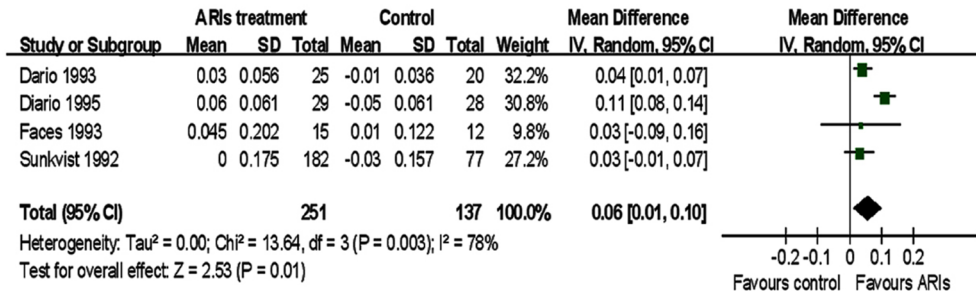 ARIs treatment Control Mean Difference Mean Difference
Study or Subgroup Mean SD Total Mean SD Total Weight IV, Random, 95% CI IV, Random, 95% CI
Dario 1993 0.03 0.056 25 -0.01 0.036 20 32.2% 0.04 [0.01, 0.07]
Diario 1995 0.06 0.061 29 -0.05 0.061 28 30.8% 0.11 [0.08, 0.14]
Faces 1993 0.045 0.202 15 0.01 0.122 12 9.8% 0.03 [-0.09, 0.16]
Sunkvist 1992 0 0.175 182 -0.03 0.157 77 27.2% 0.03 [-0.01, 0.07]
Total (95% CI) 251 137 100.0% 0.06 [0.01, 0.10]
Heterogeneity: Tau² = 0.00; Chi² = 13.64, df = 3 (P = 0.003); I² = 78%
Test for overall effect: Z = 2.53 (P = 0.01)
-0.2 -0.1 0 0.1 0.2
Favours control Favours ARIs